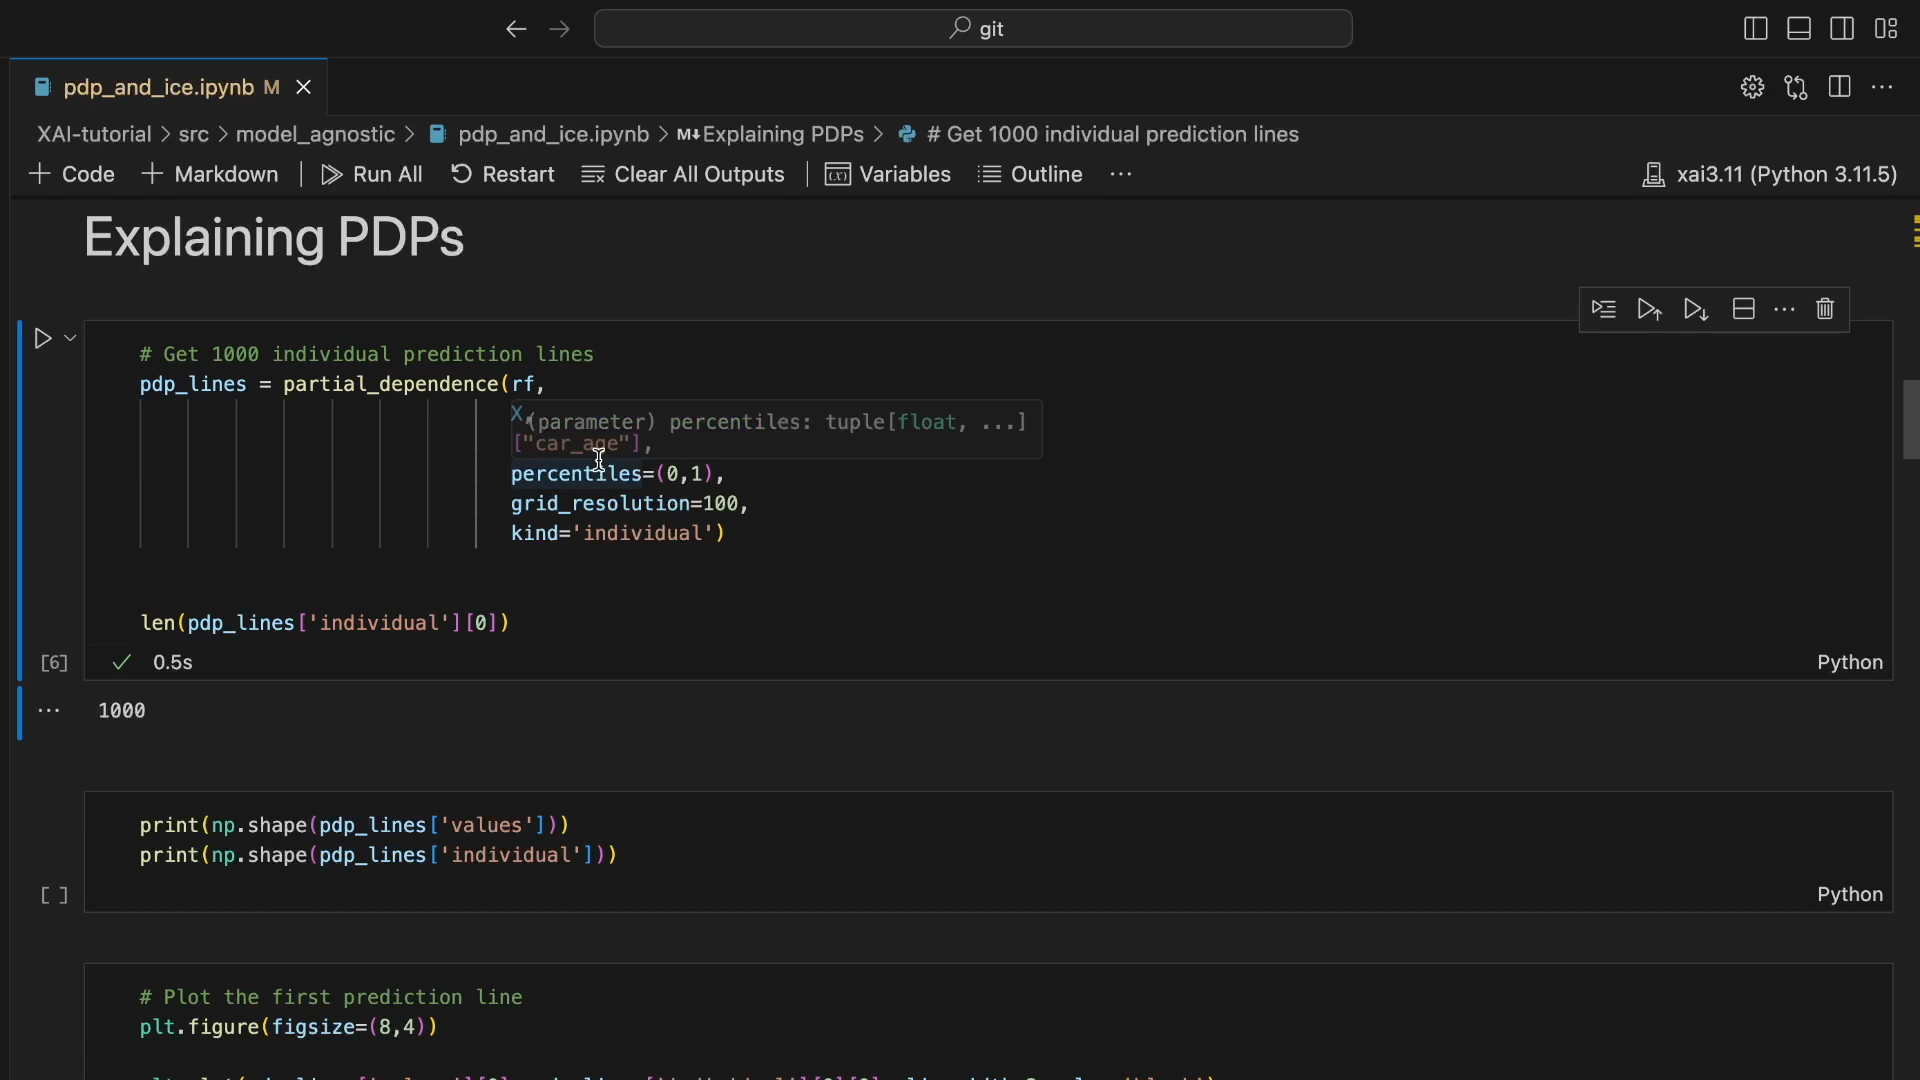 git
pdp_and_ice.ipynb M
XAI-tutorial > src > model_agnostic > pdp_and_ice.ipynb > M↓Explaining PDPs > # Get 1000 individual prediction lines
+ Code + Markdown Run All Restart Clear All Outputs Variables Outline ··· xai3.11 (Python 3.11.5)
Explaining PDPs
# Get 1000 individual prediction lines
pdp_lines = partial_dependence(rf,
X,
(parameter) percentiles: tuple[float, ...]
["car_age"],
percentiles=(0,1),
grid_resolution=100,
kind='individual')
len(pdp_lines['individual'][0])
[6] 0.5s Python
1000
print(np.shape(pdp_lines['values']))
print(np.shape(pdp_lines['individual']))
[ ] Python
# Plot the first prediction line
plt.figure(figsize=(8,4))